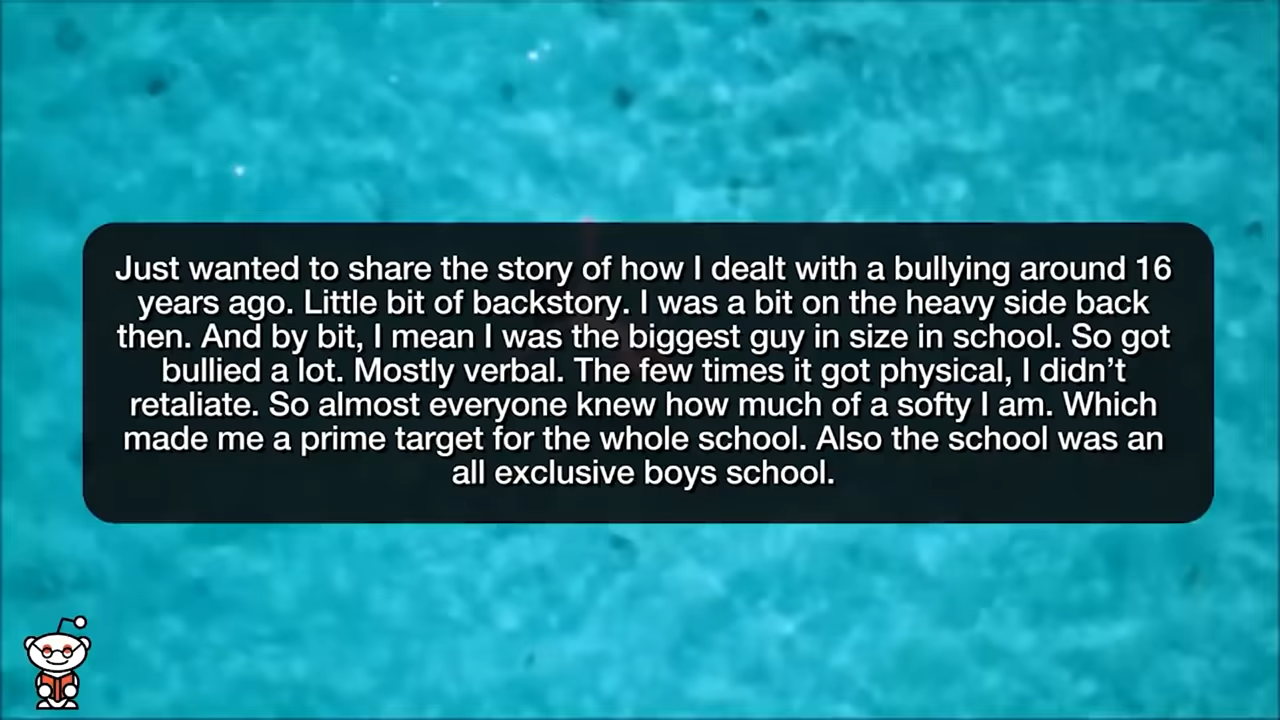 Just wanted to share the story of how I dealt with a bullying around 16
years ago. Little bit of backstory. I was a bit on the heavy side back
then. And by bit, I mean I was the biggest guy in size in school. So got
bullied a lot. Mostly verbal. The few times it got physical, I didn’t
retaliate. So almost everyone knew how much of a softy I am. Which
made me a prime target for the whole school. Also the school was an
all exclusive boys school.